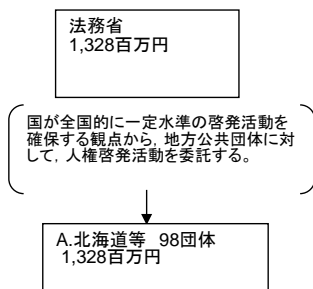 法務省
1,328百万円
国が全国的に一定水準の啓発活動を
確保する観点から，地方公共団体に対
して，人権啓発活動を委託する。
A.北海道等　98団体
1,328百万円